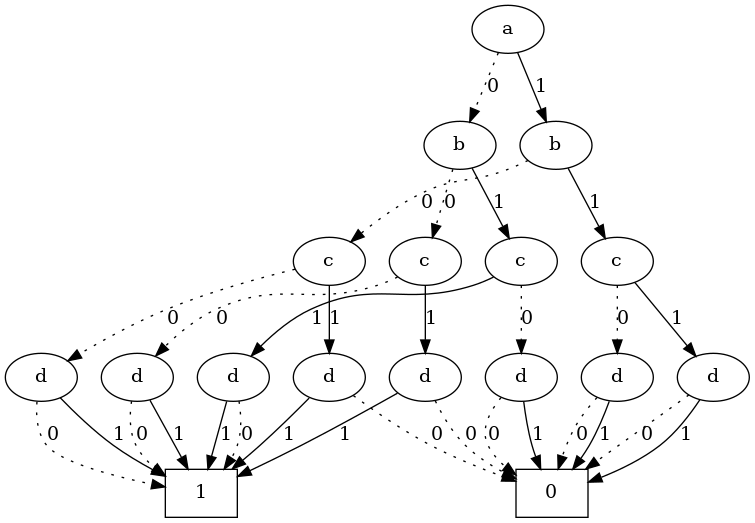 a
0 1
b b
0 0 1 1
c c c c
0 0 1 1 1 0 0 1
d d d d d d d d
0 1 0 1 1 0 1 1 0 0 0 1 0 1 0 1
1 0